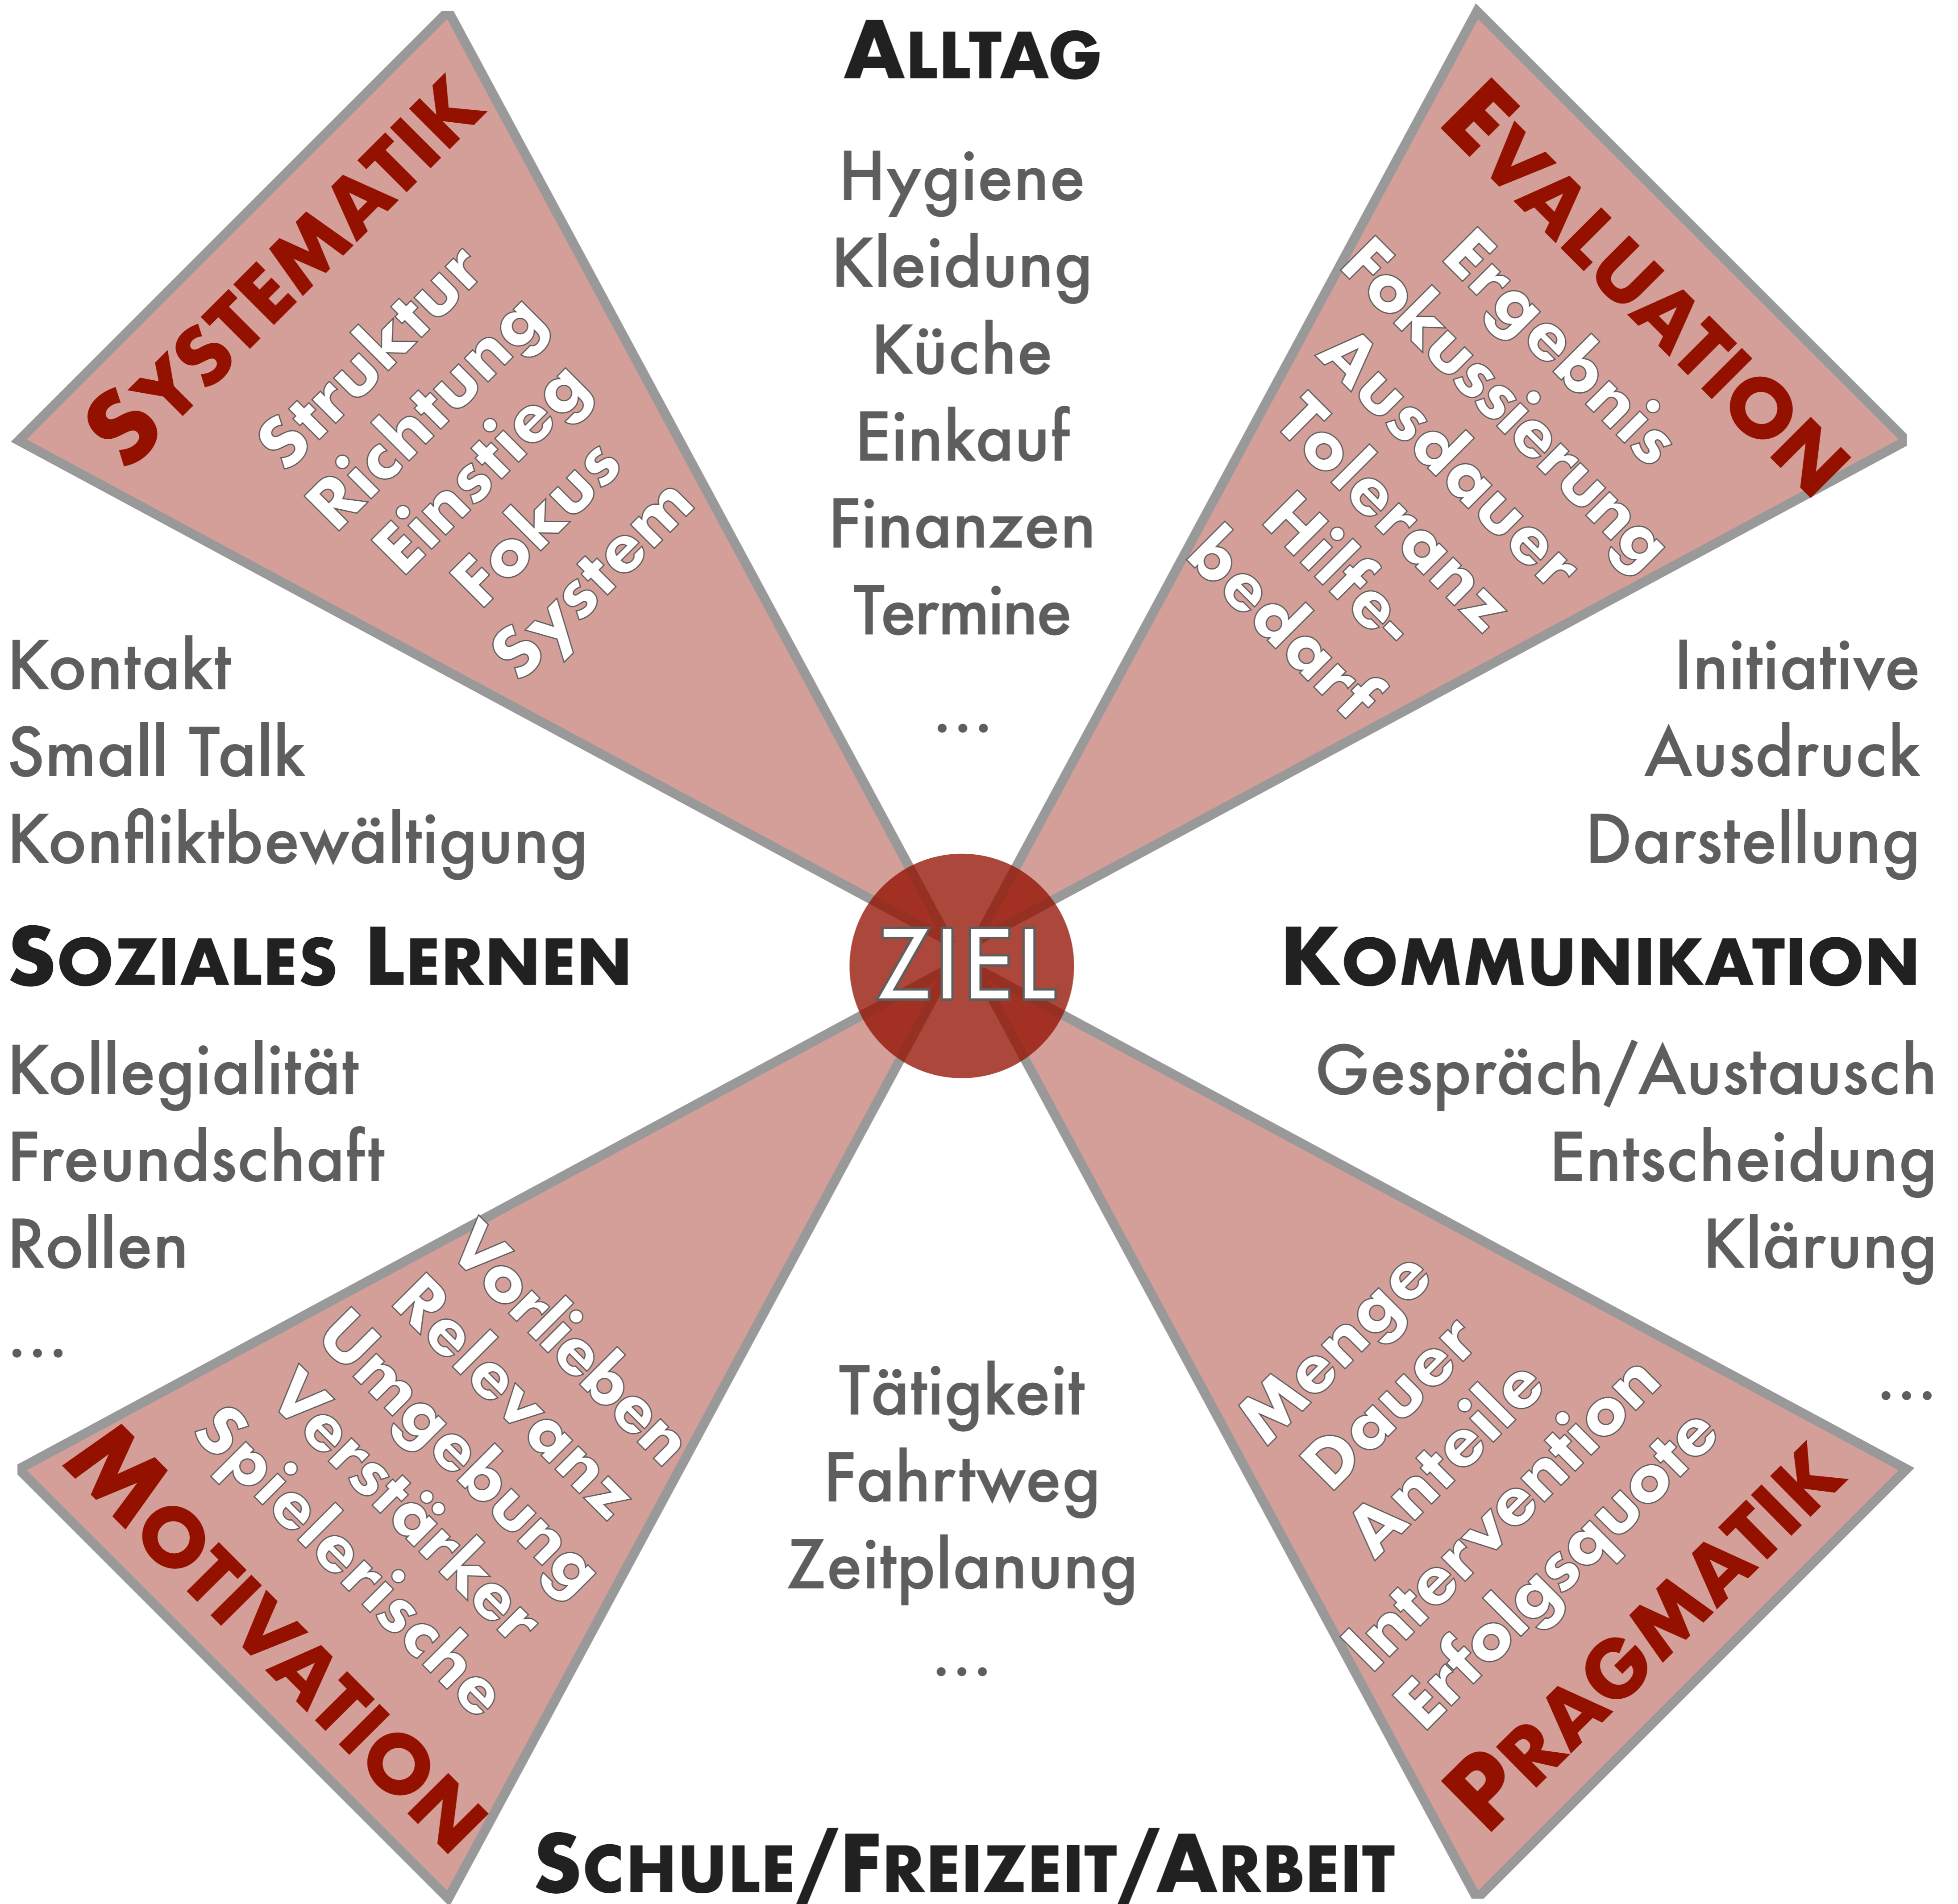 ALLTAG
Hygiene
Kleidung
Küche
Einkauf
Finanzen
Termine
...
SYSTEMATIK
Struktur
Richtung
Einstieg
Fokus
System
EVALUATION
Ergebnis
Fokussierung
Ausdauer
Toleranz
Hilfe-
bedarf
Kontakt
Small Talk
Konfliktbewältigung
SOZIALES LERNEN
Kollegialität
Freundschaft
Rollen
...
ZIEL
Initiative
Ausdruck
Darstellung
KOMMUNIKATION
Gespräch/Austausch
Entscheidung
Klärung
...
Vorlieben
Relevanz
Umgebung
Verstärker
Spielerische
MOTIVATION
Tätigkeit
Fahrtweg
Zeitplanung
...
SCHULE/FREIZEIT/ARBEIT
Menge
Dauer
Anteile
Intervention
Erfolgsquote
PRAGMATIK